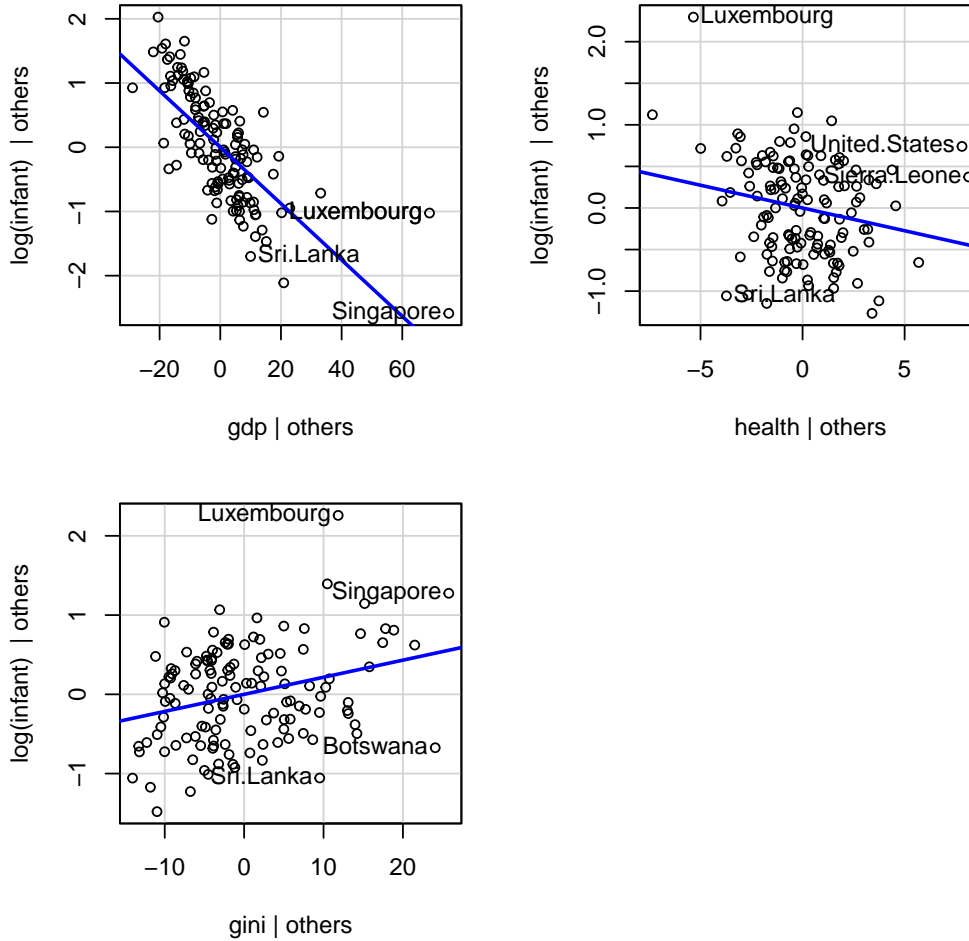 2
1
0
−1
−2
−20 0 20 40 60
log(infant) | others
gdp | others
Luxembourg
Sri.Lanka
Singapore
2.0
1.0
0.0
−1.0
−5 0 5
log(infant) | others
health | others
Luxembourg
United.States
Sierra.Leone
Sri.Lanka
2
1
0
−1
−10 0 10 20
log(infant) | others
gini | others
Luxembourg
Singapore
Botswana
Sri.Lanka